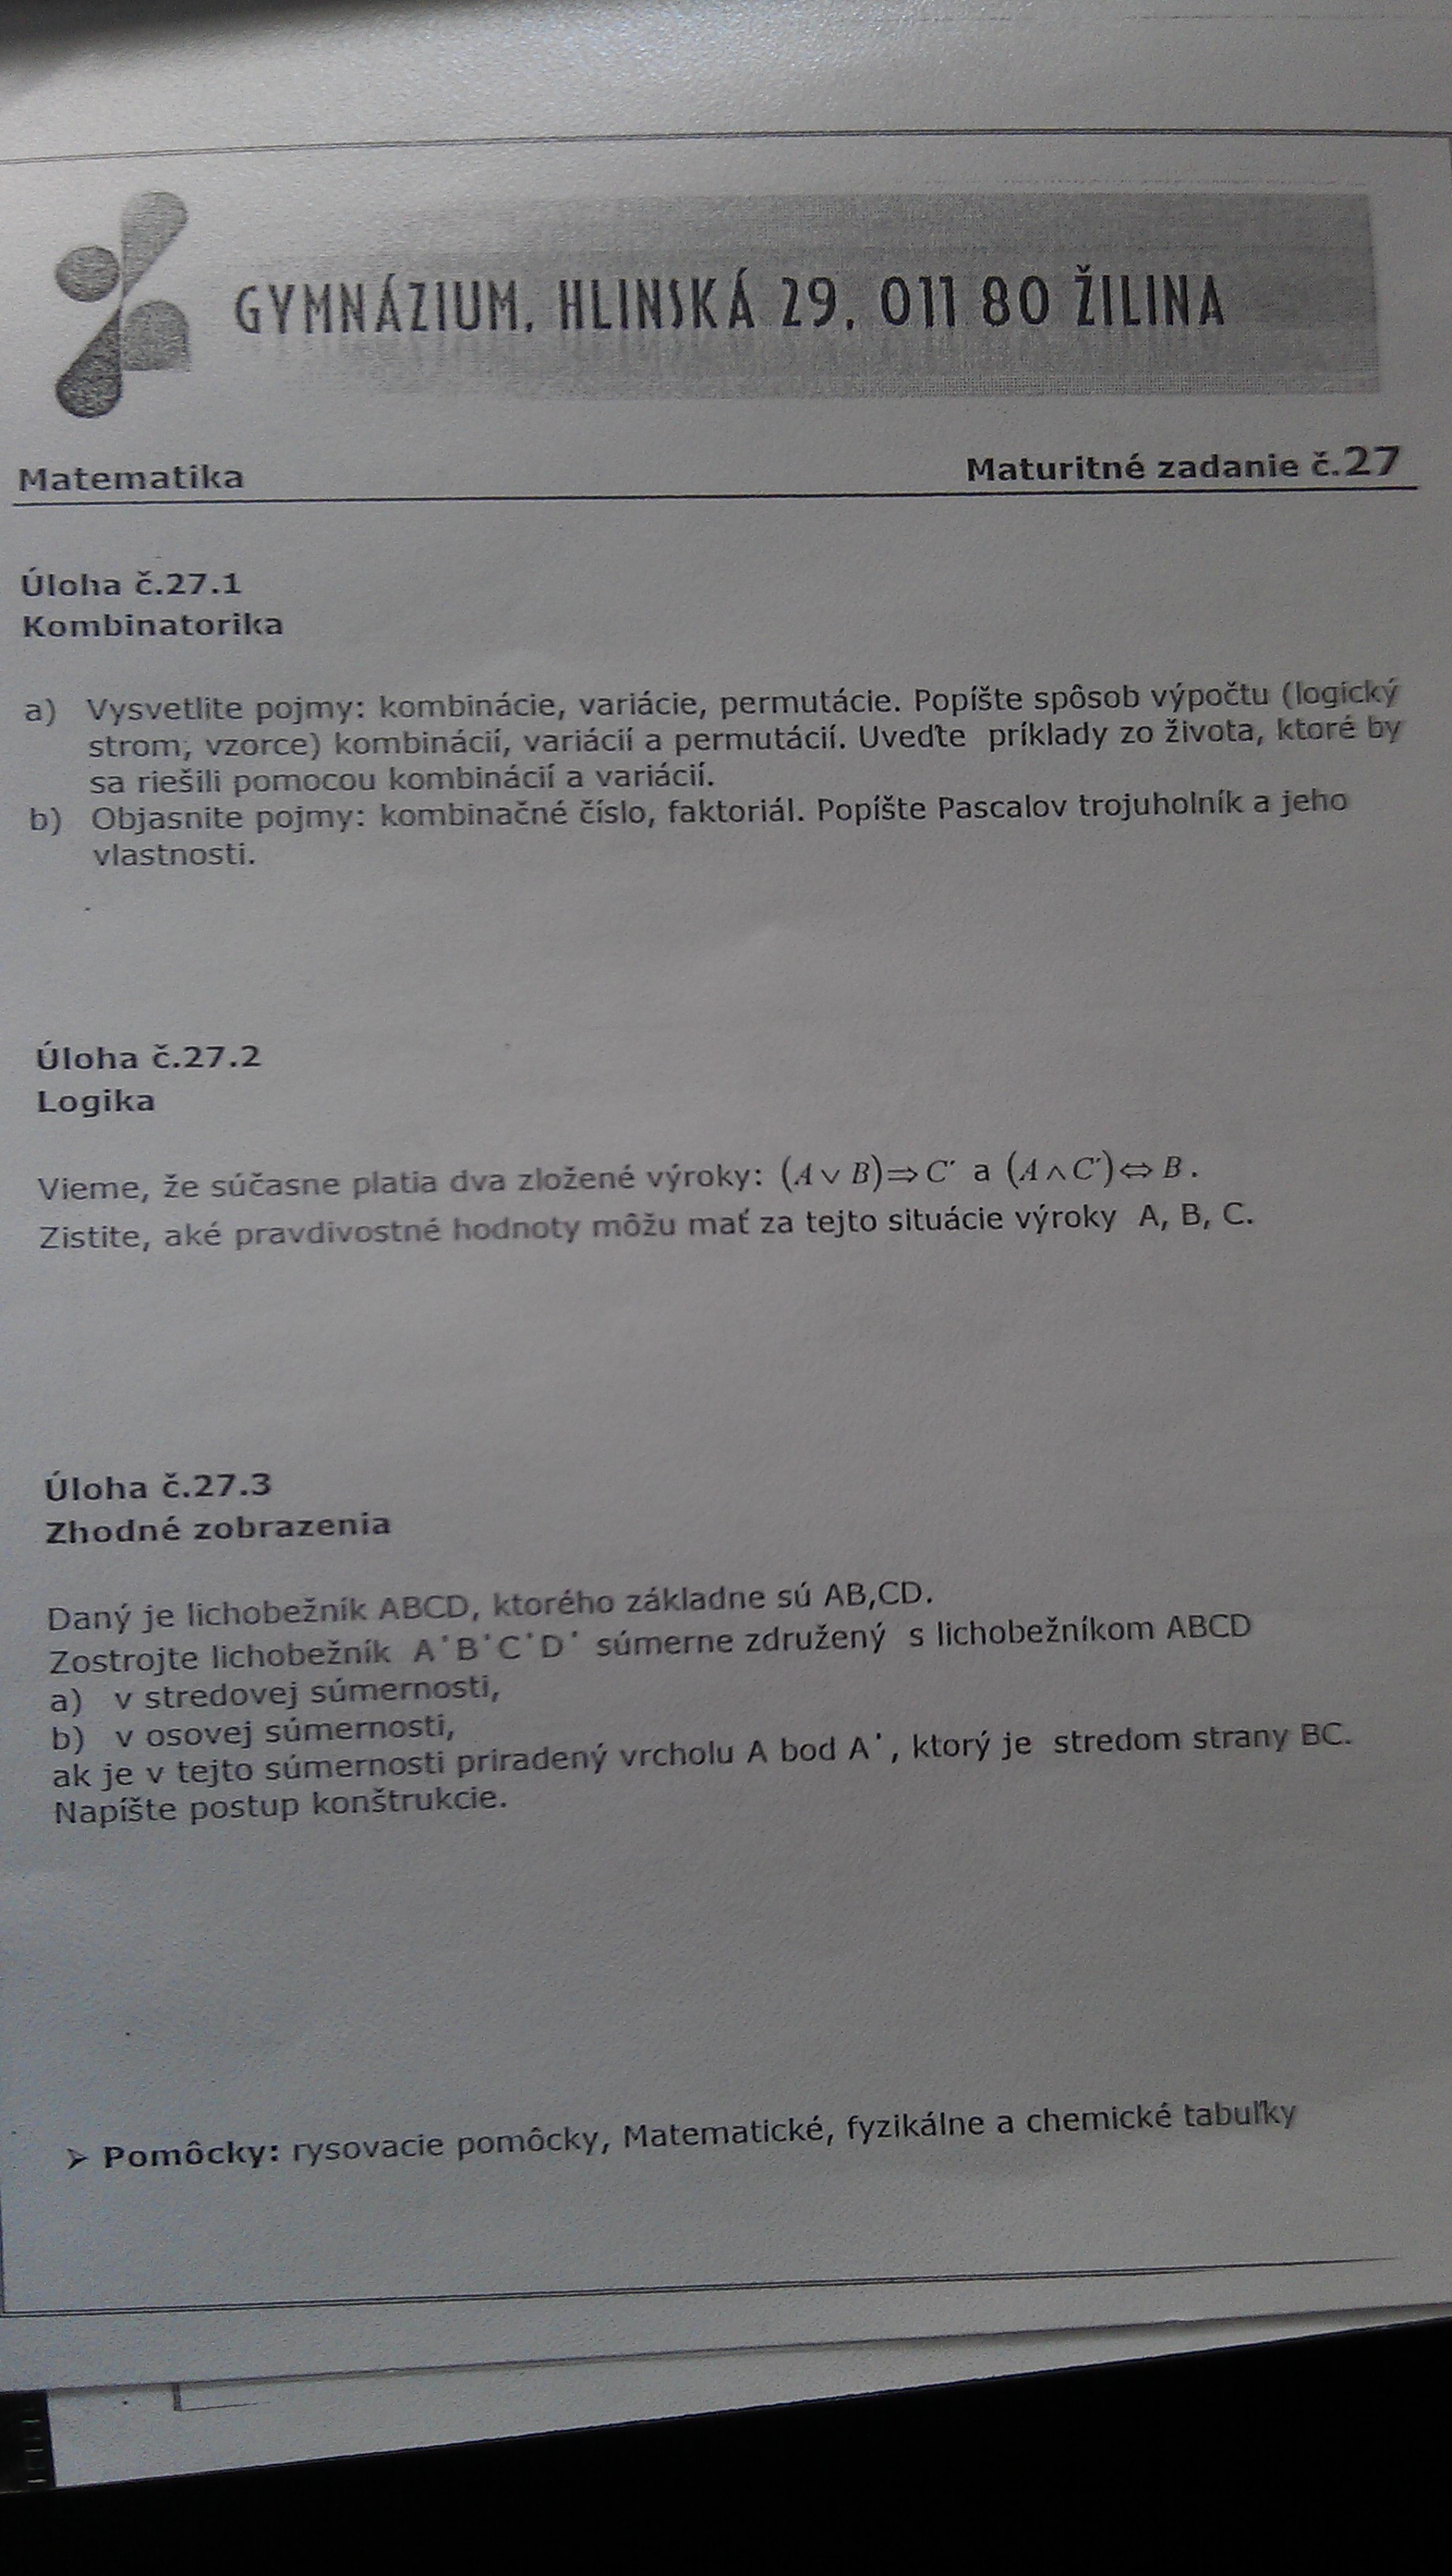 GYMNÁZIUM, HLINSKÁ 29, 011 80 ŽILINA
Matematika Maturitné zadanie č.27
Úloha č.27.1
Kombinatorika
a) Vysvetlite pojmy: kombinácie, variácie, permutácie. Popíšte spôsob výpočtu (logický
strom, vzorce) kombinácií, variácií a permutácií. Uveďte príklady zo života, ktoré by
sa riešili pomocou kombinácií a variácií.
b) Objasnite pojmy: kombinačné číslo, faktoriál. Popíšte Pascalov trojuholník a jeho
vlastnosti.
Úloha č.27.2
Logika
Vieme, že súčasne platia dva zložené výroky: (A ∨ B)⇒C′ a (A ∧ C′)⇔B.
Zistite, aké pravdivostné hodnoty môžu mať za tejto situácie výroky A, B, C.
Úloha č.27.3
Zhodné zobrazenia
Daný je lichobežník ABCD, ktorého základne sú AB,CD.
Zostrojte lichobežník A'B'C'D' súmerne združený s lichobežníkom ABCD
a) v stredovej súmernosti,
b) v osovej súmernosti,
ak je v tejto súmernosti priradený vrcholu A bod A', ktorý je stredom strany BC.
Napíšte postup konštrukcie.
➢ Pomôcky: rysovacie pomôcky, Matematické, fyzikálne a chemické tabuľky